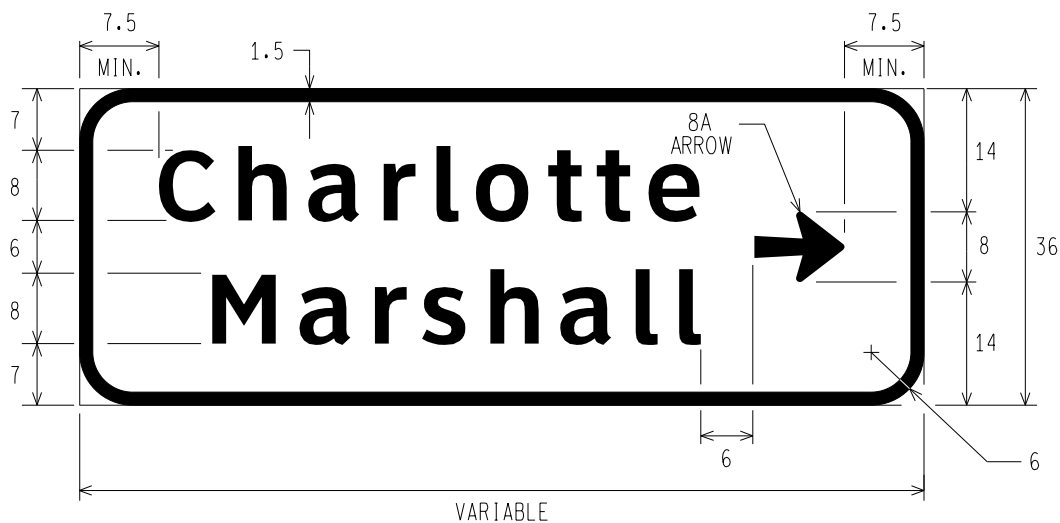 7.5
7.5
MIN.
1.5
MIN.
7
8A
ARROW
14
Charlotte
8
6
8
36
Marshall
8
14
7
6
6
VARIABLE